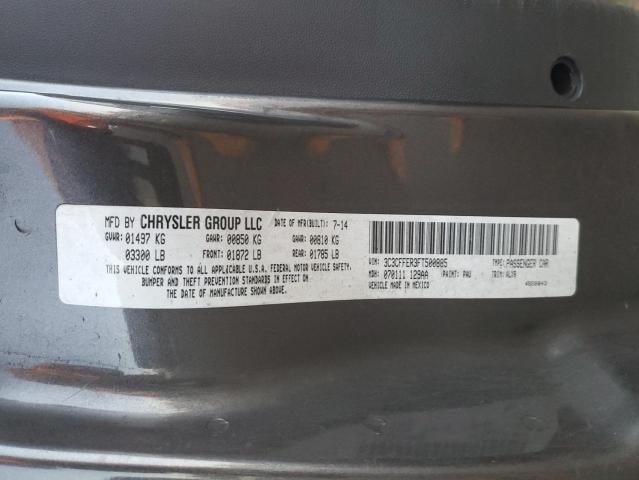 MFD BY CHRYSLER GROUP LLC DATE OF MFR(BUILT): 7-14
GVWR: 01497 KG GAWR: 00850 KG GAWR: 00810 KG
03300 LB FRONT: 01872 LB REAR: 01785 LB
THIS VEHICLE CONFORMS TO ALL APPLICABLE U.S.A. FEDERAL MOTOR VEHICLE SAFETY,
BUMPER AND THEFT PREVENTION STANDARDS IN EFFECT ON
THE DATE OF MANUFACTURE SHOWN ABOVE.
VIN: 3C3CFFER3FT500885 TYPE: PASSENGER CAR
MDH: 070111 129AA PAINT: PAU TRIM: ALX9
VEHICLE MADE IN MEXICO